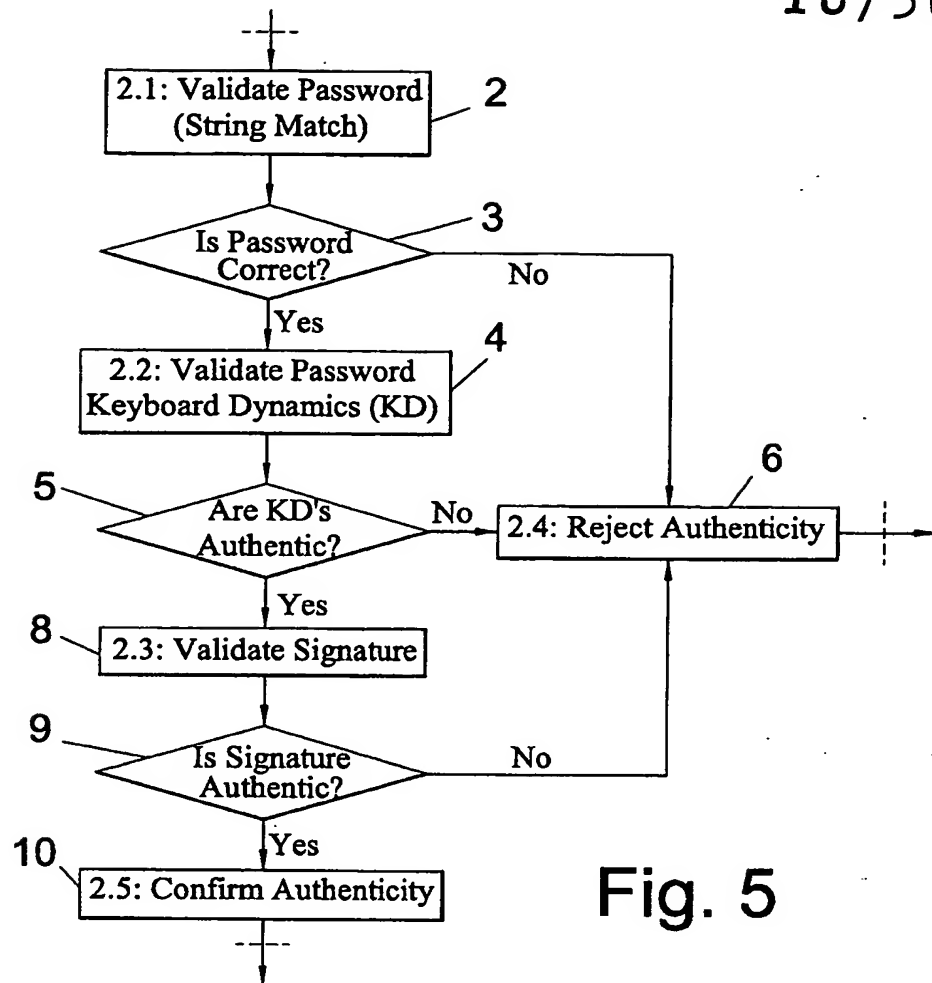 2.1: Validate Password
(String Match)
2
Is Password
Correct?
3
No
Yes
2.2: Validate Password
Keyboard Dynamics (KD)
4
5
Are KD's
Authentic?
No
6
2.4: Reject Authenticity
Yes
8
2.3: Validate Signature
9
Is Signature
Authentic?
No
Yes
10
2.5: Confirm Authenticity
Fig. 5